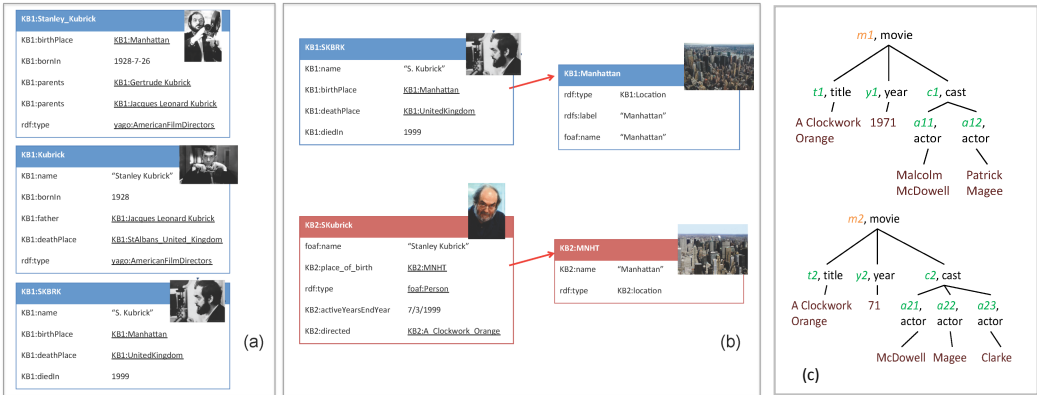 KB1:Stanley_Kubrick
KB1:birthPlace KB1:Manhattan
KB1:bornIn 1928-7-26
KB1:parents KB1:Gertrude Kubrick
KB1:parents KB1:Jacques Leonard Kubrick
rdf:type yago:AmericanFilmDirectors
KB1:Kubrick
KB1:name “Stanley Kubrick”
KB1:bornIn 1928
KB1:father KB1:Jacques Leonard Kubrick
KB1:deathPlace KB1:StAlbans_United_Kingdom
rdf:type yago:AmericanFilmDirectors
KB1:SKBRK
KB1:name “S. Kubrick”
KB1:birthPlace KB1:Manhattan
KB1:deathPlace KB1:UnitedKingdom
KB1:diedIn 1999
(a)
KB1:SKBRK
KB1:name “S. Kubrick”
KB1:birthPlace KB1:Manhattan
KB1:deathPlace KB1:UnitedKingdom
KB1:diedIn 1999
KB1:Manhattan
rdf:type KB1:Location
rdfs:label “Manhattan”
foaf:name “Manhattan”
KB2:SKubrick
foaf:name “Stanley Kubrick”
KB2:place_of_birth KB2:MNHT
rdf:type foaf:Person
KB2:activeYearsEndYear 7/3/1999
KB2:directed KB2:A_Clockwork_Orange
KB2:MNHT
KB2:name “Manhattan”
rdf:type KB2:location
(b)
m1, movie
t1, title y1, year c1, cast
A Clockwork 1971 a11, a12,
Orange actor actor
Malcolm Patrick
McDowell Magee
m2, movie
t2, title y2, year c2, cast
A Clockwork 71 a21, a22, a23,
Orange actor actor actor
McDowell Magee Clarke
(c)